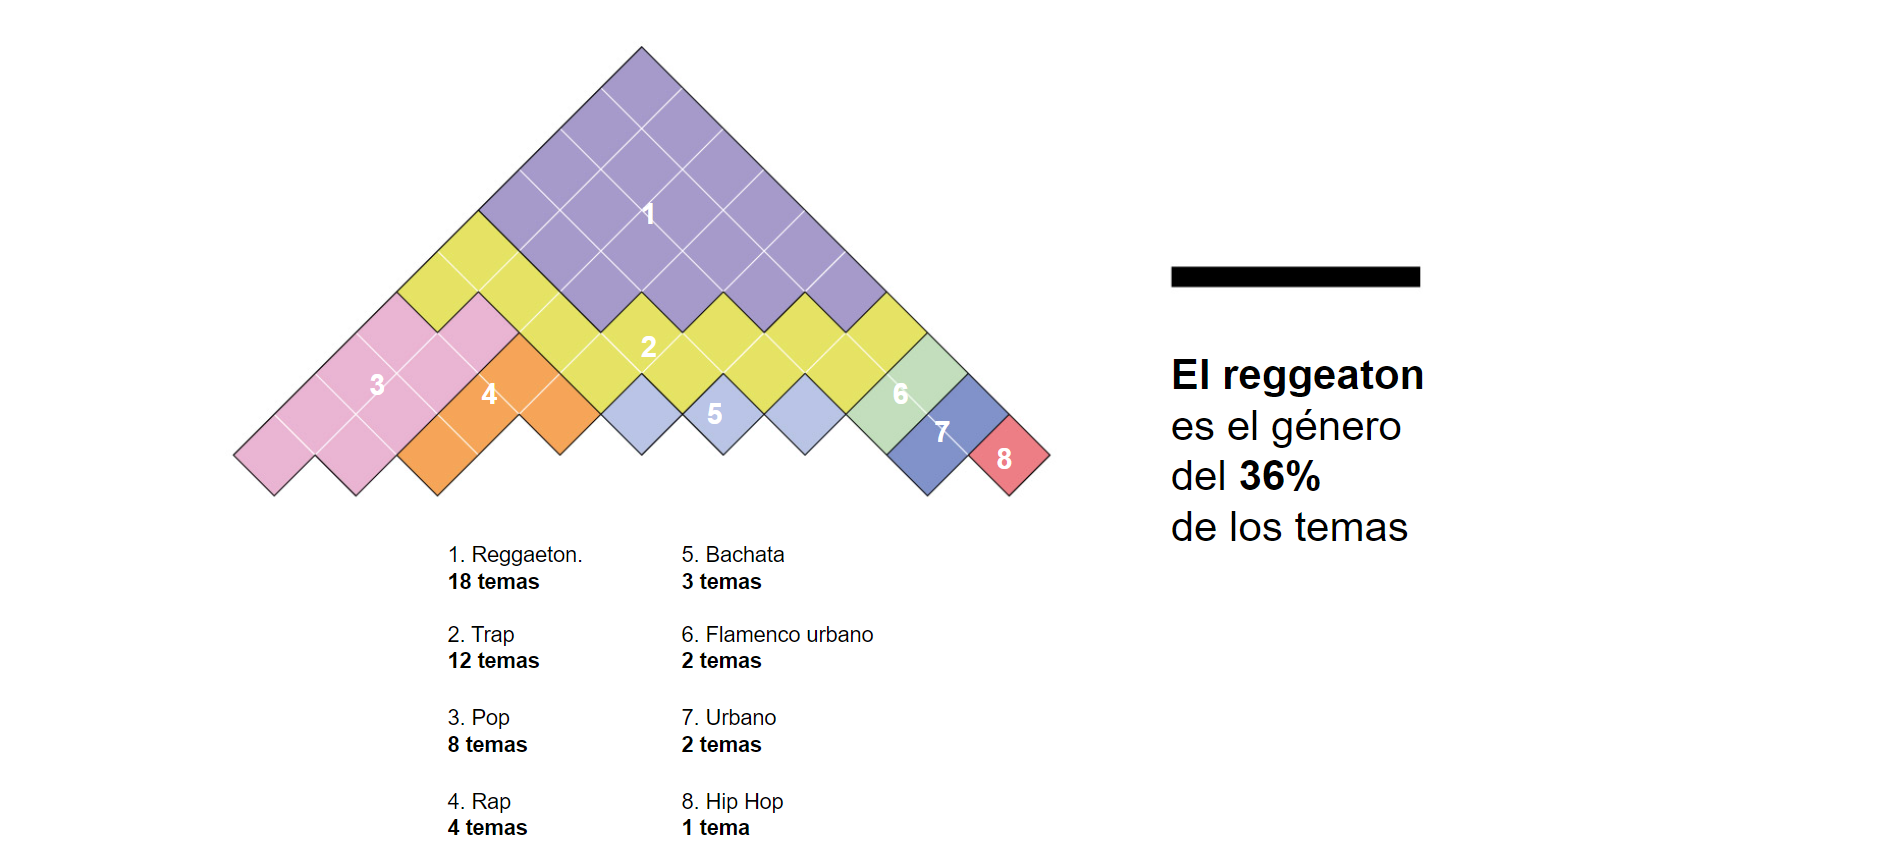 1
2
3
4
5
6
7
8
1. Reggaeton.
18 temas
2. Trap
12 temas
3. Pop
8 temas
4. Rap
4 temas
5. Bachata
3 temas
6. Flamenco urbano
2 temas
7. Urbano
2 temas
8. Hip Hop
1 tema
El reggeaton
es el género
del 36%
de los temas